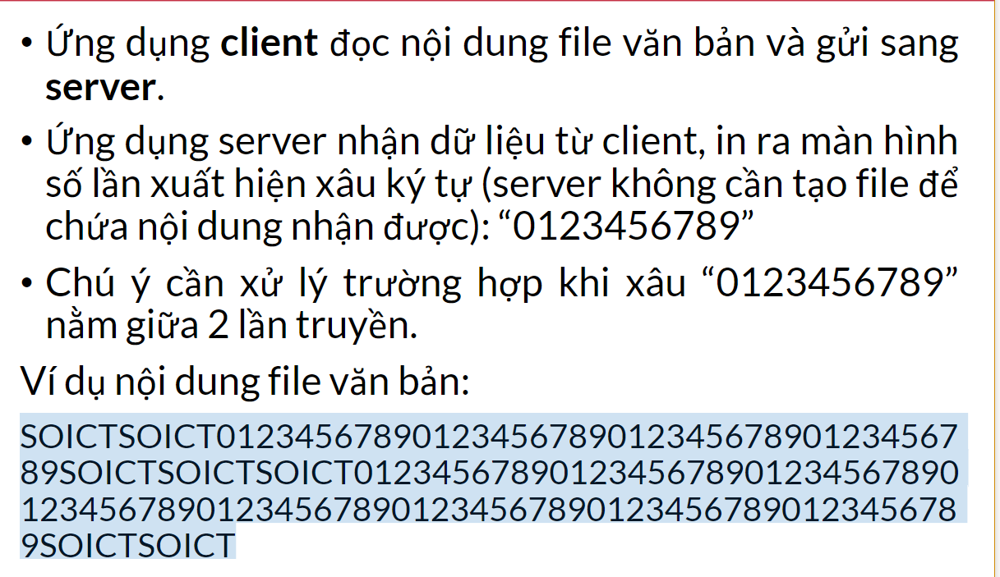 • Ứng dụng client đọc nội dung file văn bản và gửi sang
server.
• Ứng dụng server nhận dữ liệu từ client, in ra màn hình
số lần xuất hiện xâu ký tự (server không cần tạo file để
chứa nội dung nhận được): “0123456789”
• Chú ý cần xử lý trường hợp khi xâu “0123456789”
nằm giữa 2 lần truyền.
Ví dụ nội dung file văn bản:
SOICTSOICT01234567890123456789012345678901234567
89SOICTSOICTSOICT0123456789012345678901234567890
123456789012345678901234567890123456789012345678
9SOICTSOICT